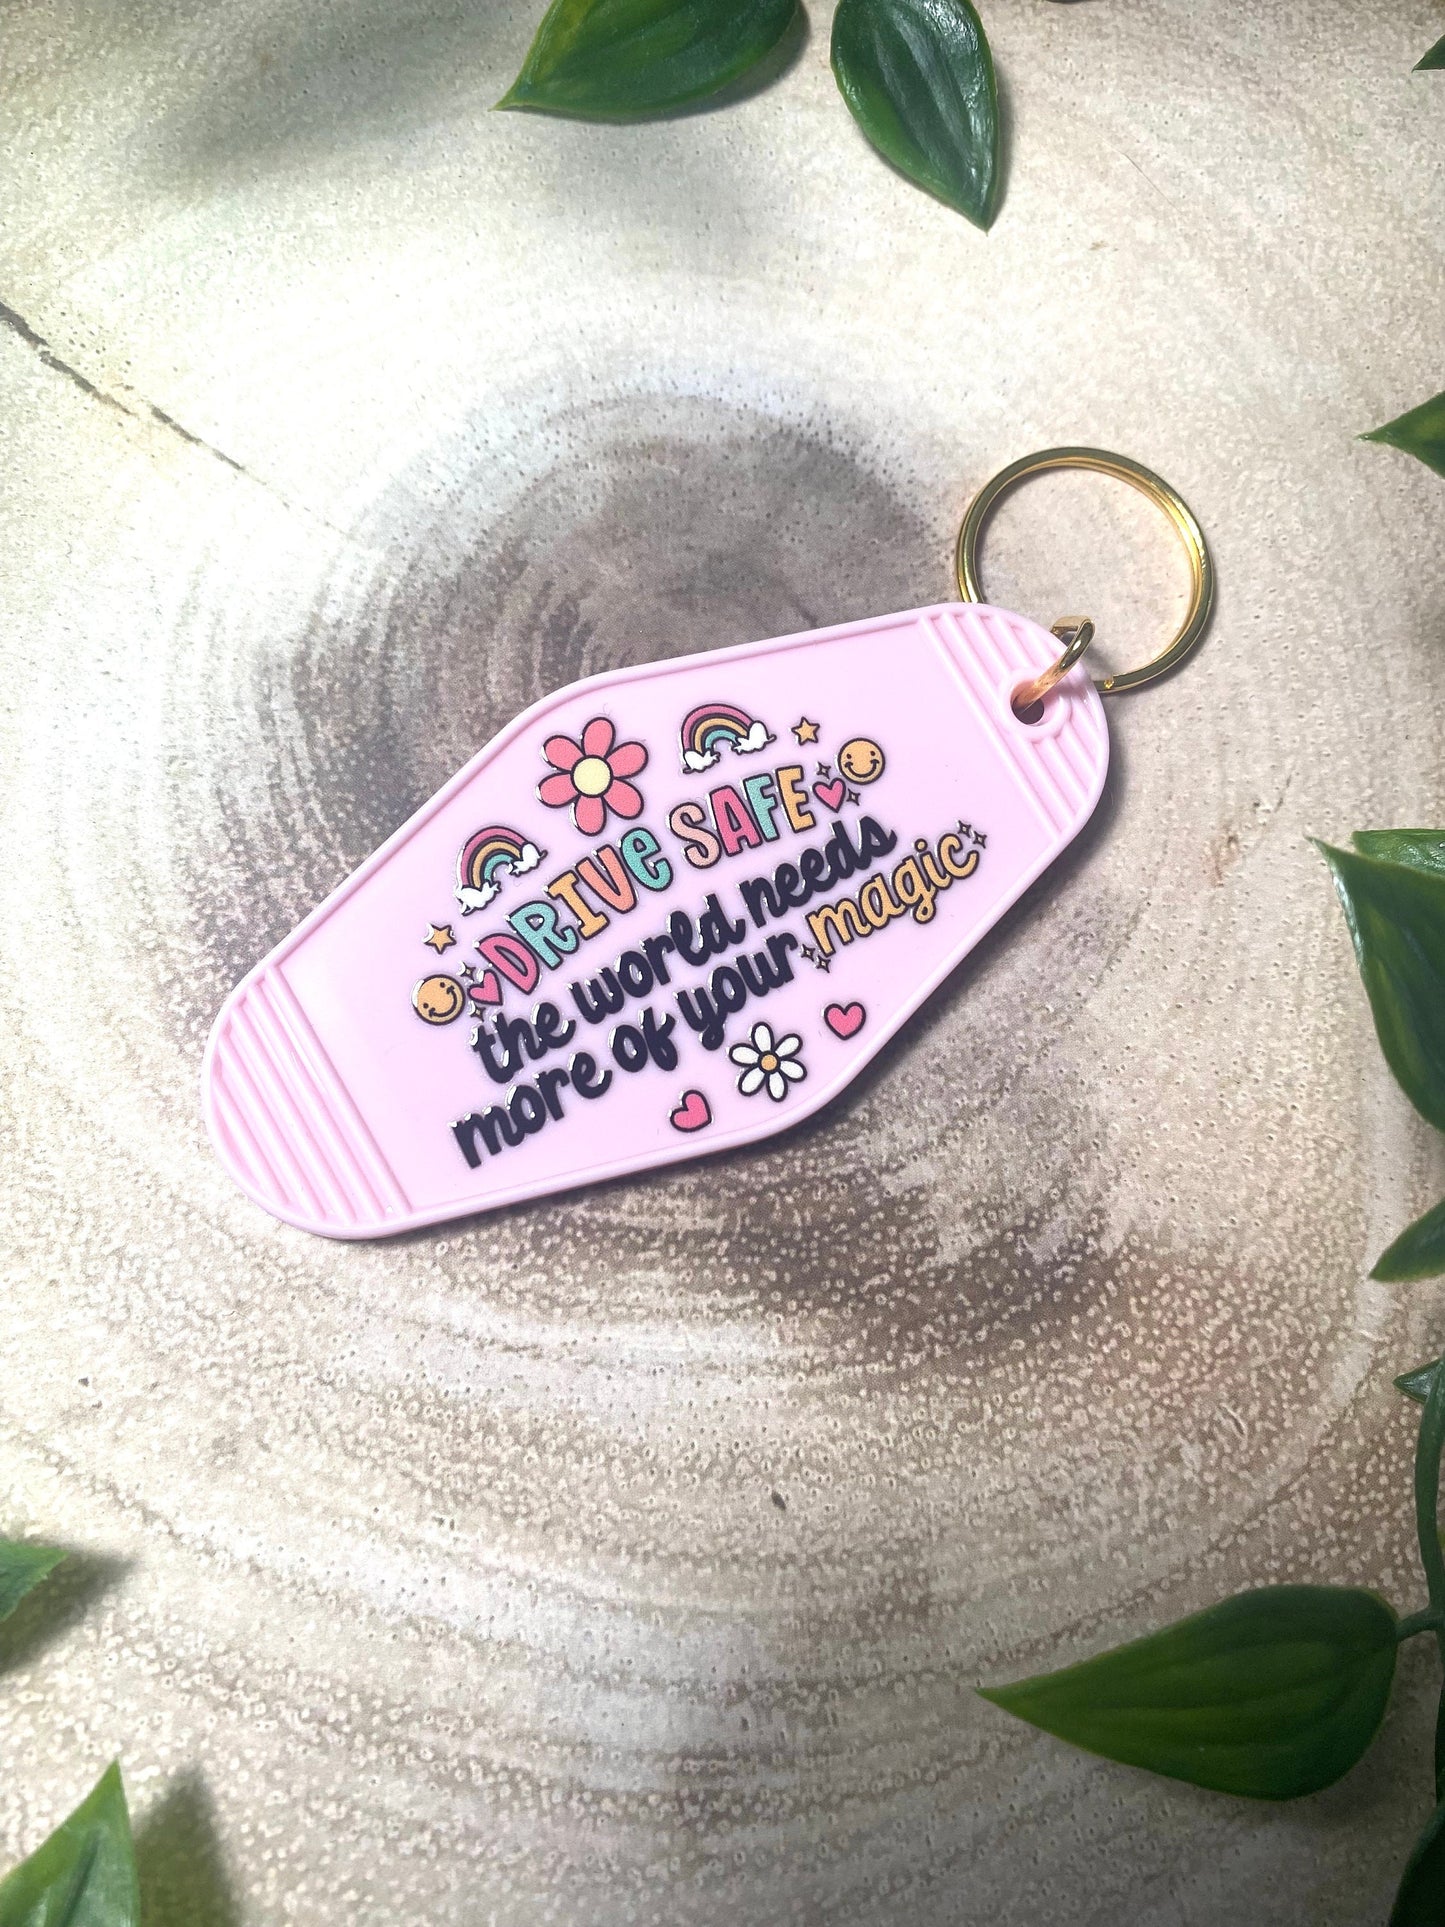 DRIVE SAFE
the world needs
more of your magic